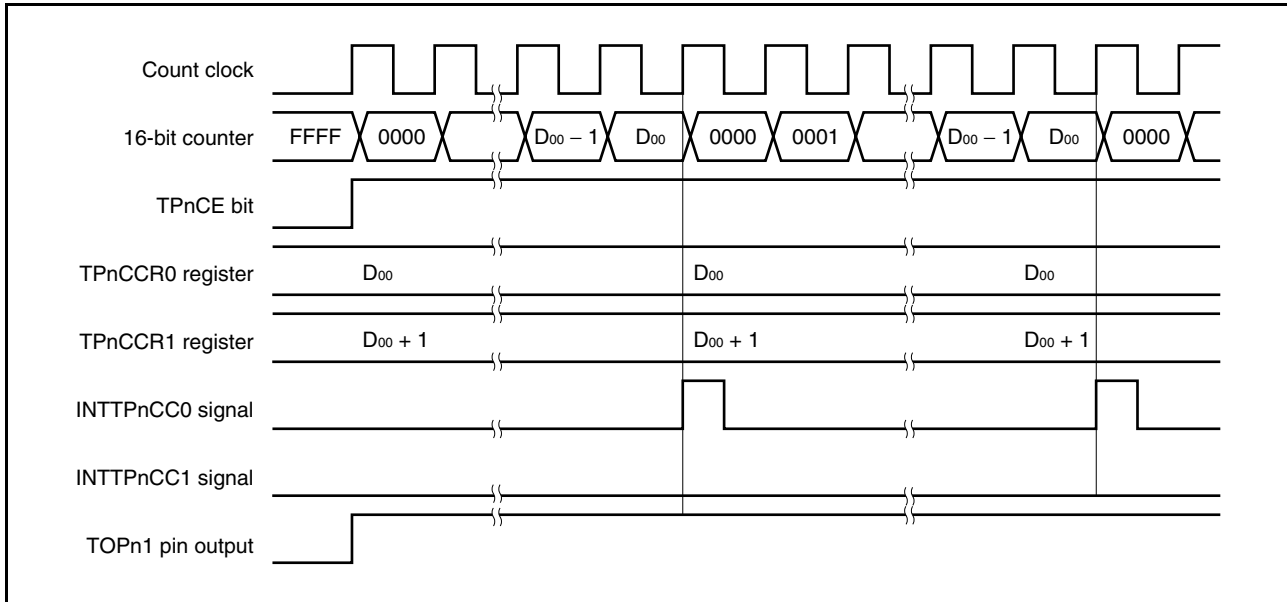 Count clock
16-bit counter FFFF 0000 D00 − 1 D00 0000 0001 D00 − 1 D00 0000
TPnCE bit
TPnCCR0 register D00 D00 D00
TPnCCR1 register D00 + 1 D00 + 1 D00 + 1
INTTPnCC0 signal
INTTPnCC1 signal
TOPn1 pin output